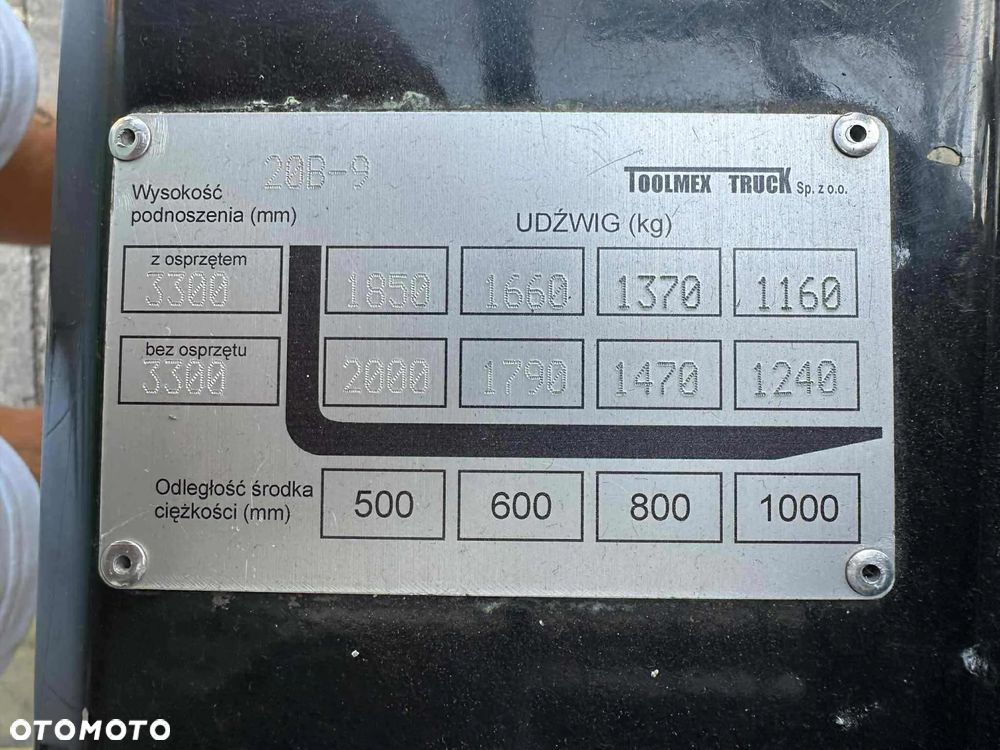 20B-9
TOOLMEX TRUCK Sp. z o.o.
Wysokość
podnoszenia (mm)
UDŹWIG (kg)
z osprzętem
3300 1850 1660 1370 1160
bez osprzętu
3300 2000 1790 1470 1240
Odległość środka
ciężkości (mm)
500 600 800 1000
OTOMOTO